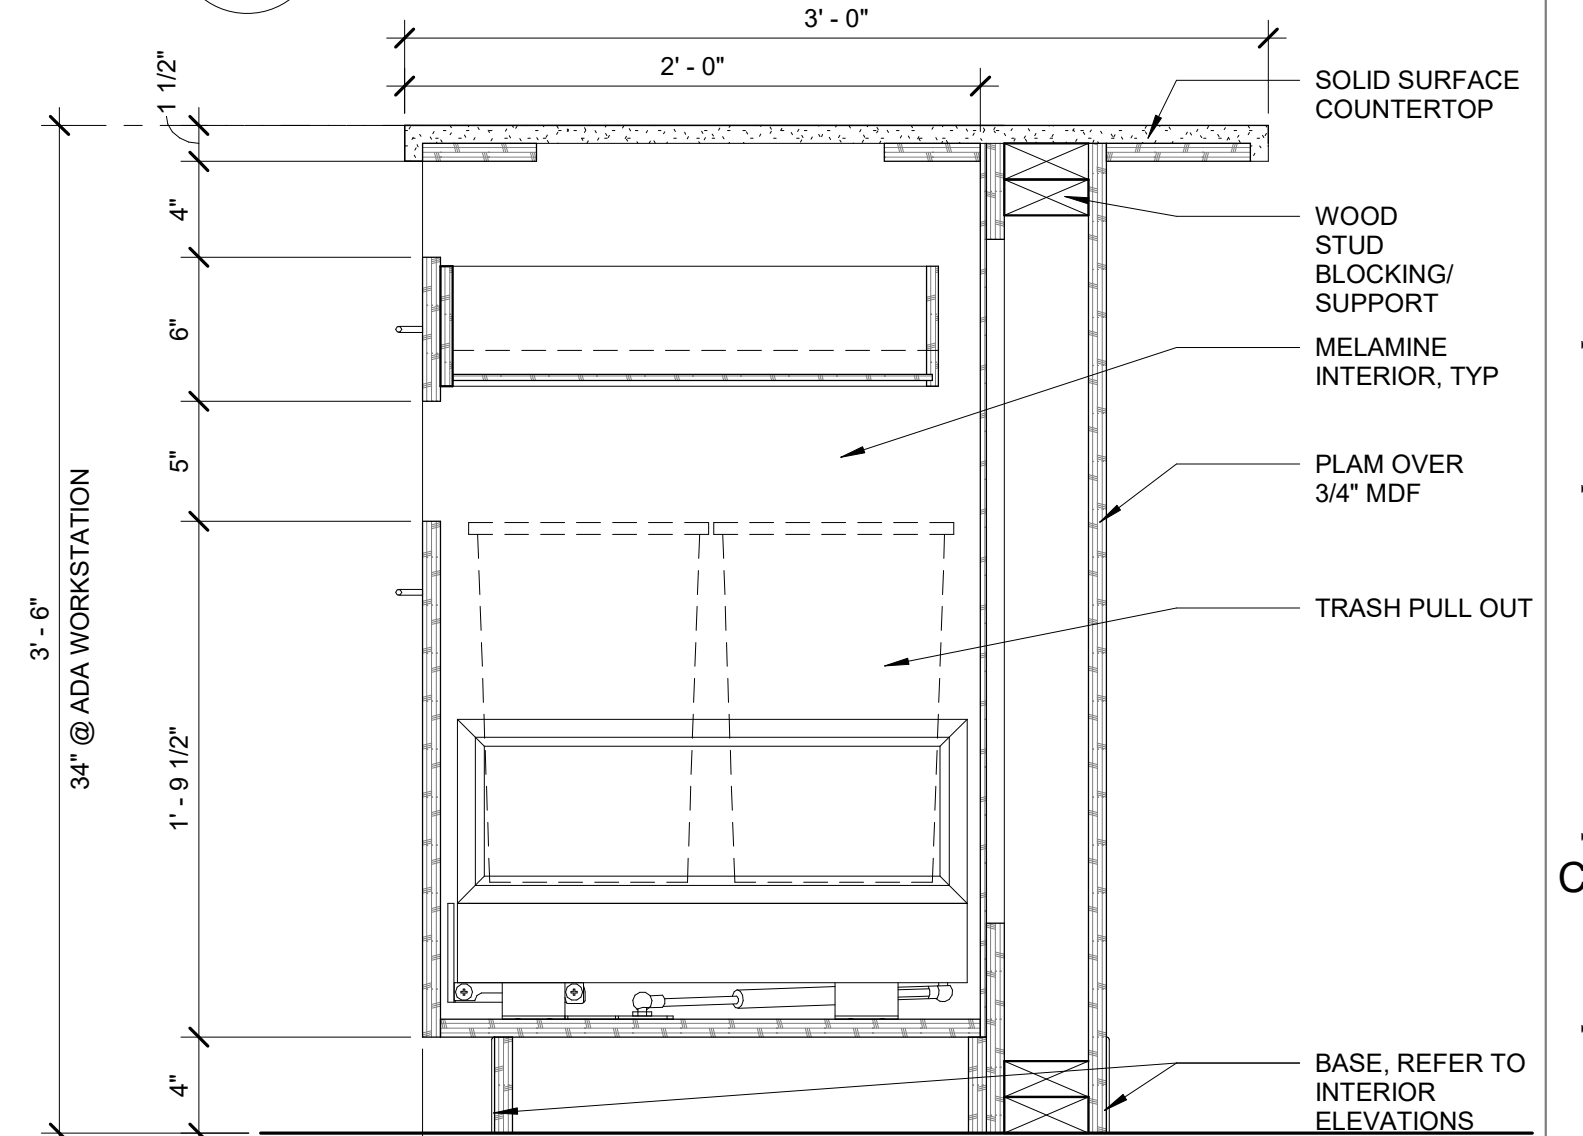 3' - 0"
2' - 0"
1 1/2"
4"
6"
5"
1' - 9 1/2"
4"
3' - 6"
34" @ ADA WORKSTATION
SOLID SURFACE
COUNTERTOP
WOOD
STUD
BLOCKING/
SUPPORT
MELAMINE
INTERIOR, TYP
PLAM OVER
3/4" MDF
TRASH PULL OUT
BASE, REFER TO
INTERIOR
ELEVATIONS